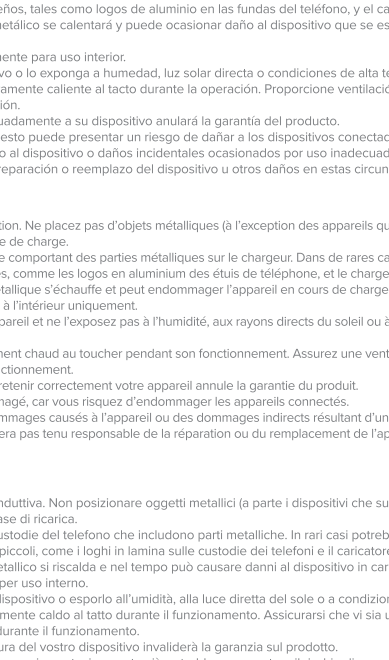 eños, tales como logos de aluminio en las fundas del teléfono, y el ca
metálico se calentará y puede ocasionar daño al dispositivo que se es
ente para uso interior.
vo o lo exponga a humedad, luz solar directa o condiciones de alta te
amente caliente al tacto durante la operación. Proporcione ventilació
ión.
uadamente a su dispositivo anulará la garantía del producto.
esto puede presentar un riesgo de dañar a los dispositivos conectad
o al dispositivo o daños incidentales ocasionados por uso inadecuad
reparación o reemplazo del dispositivo u otros daños en estas circun
tion. Ne placez pas d'objets métalliques (à l'exception des appareils qu
e de charge.
e comportant des parties métalliques sur le chargeur. Dans de rares ca
es, comme les logos en aluminium des étuis de téléphone, et le charge
tallique s'échauffe et peut endommager l'appareil en cours de charge
à l'intérieur uniquement.
pareil et ne l'exposez pas à l'humidité, aux rayons directs du soleil ou à
ment chaud au toucher pendant son fonctionnement. Assurez une vent
ctionnement.
retenir correctement votre appareil annule la garantie du produit.
magé, car vous risquez d'endommager les appareils connectés.
mmages causés à l'appareil ou des dommages indirects résultant d'un
era pas tenu responsable de la réparation ou du remplacement de l'ap
nduttiva. Non posizionare oggetti metallici (a parte i dispositivi che su
ase di ricarica.
ustodie del telefono che includono parti metalliche. In rari casi potreb
piccoli, come i loghi in lamina sulle custodie dei telefoni e il caricatore
etallico si riscalda e nel tempo può causare danni al dispositivo in car
per uso interno.
dispositivo o esporlo all'umidità, alla luce diretta del sole o a condizion
mente caldo al tatto durante il funzionamento. Assicurarsi che vi sia u
durante il funzionamento.
ura del vostro dispositivo invaliderà la garanzia sul prodotto.